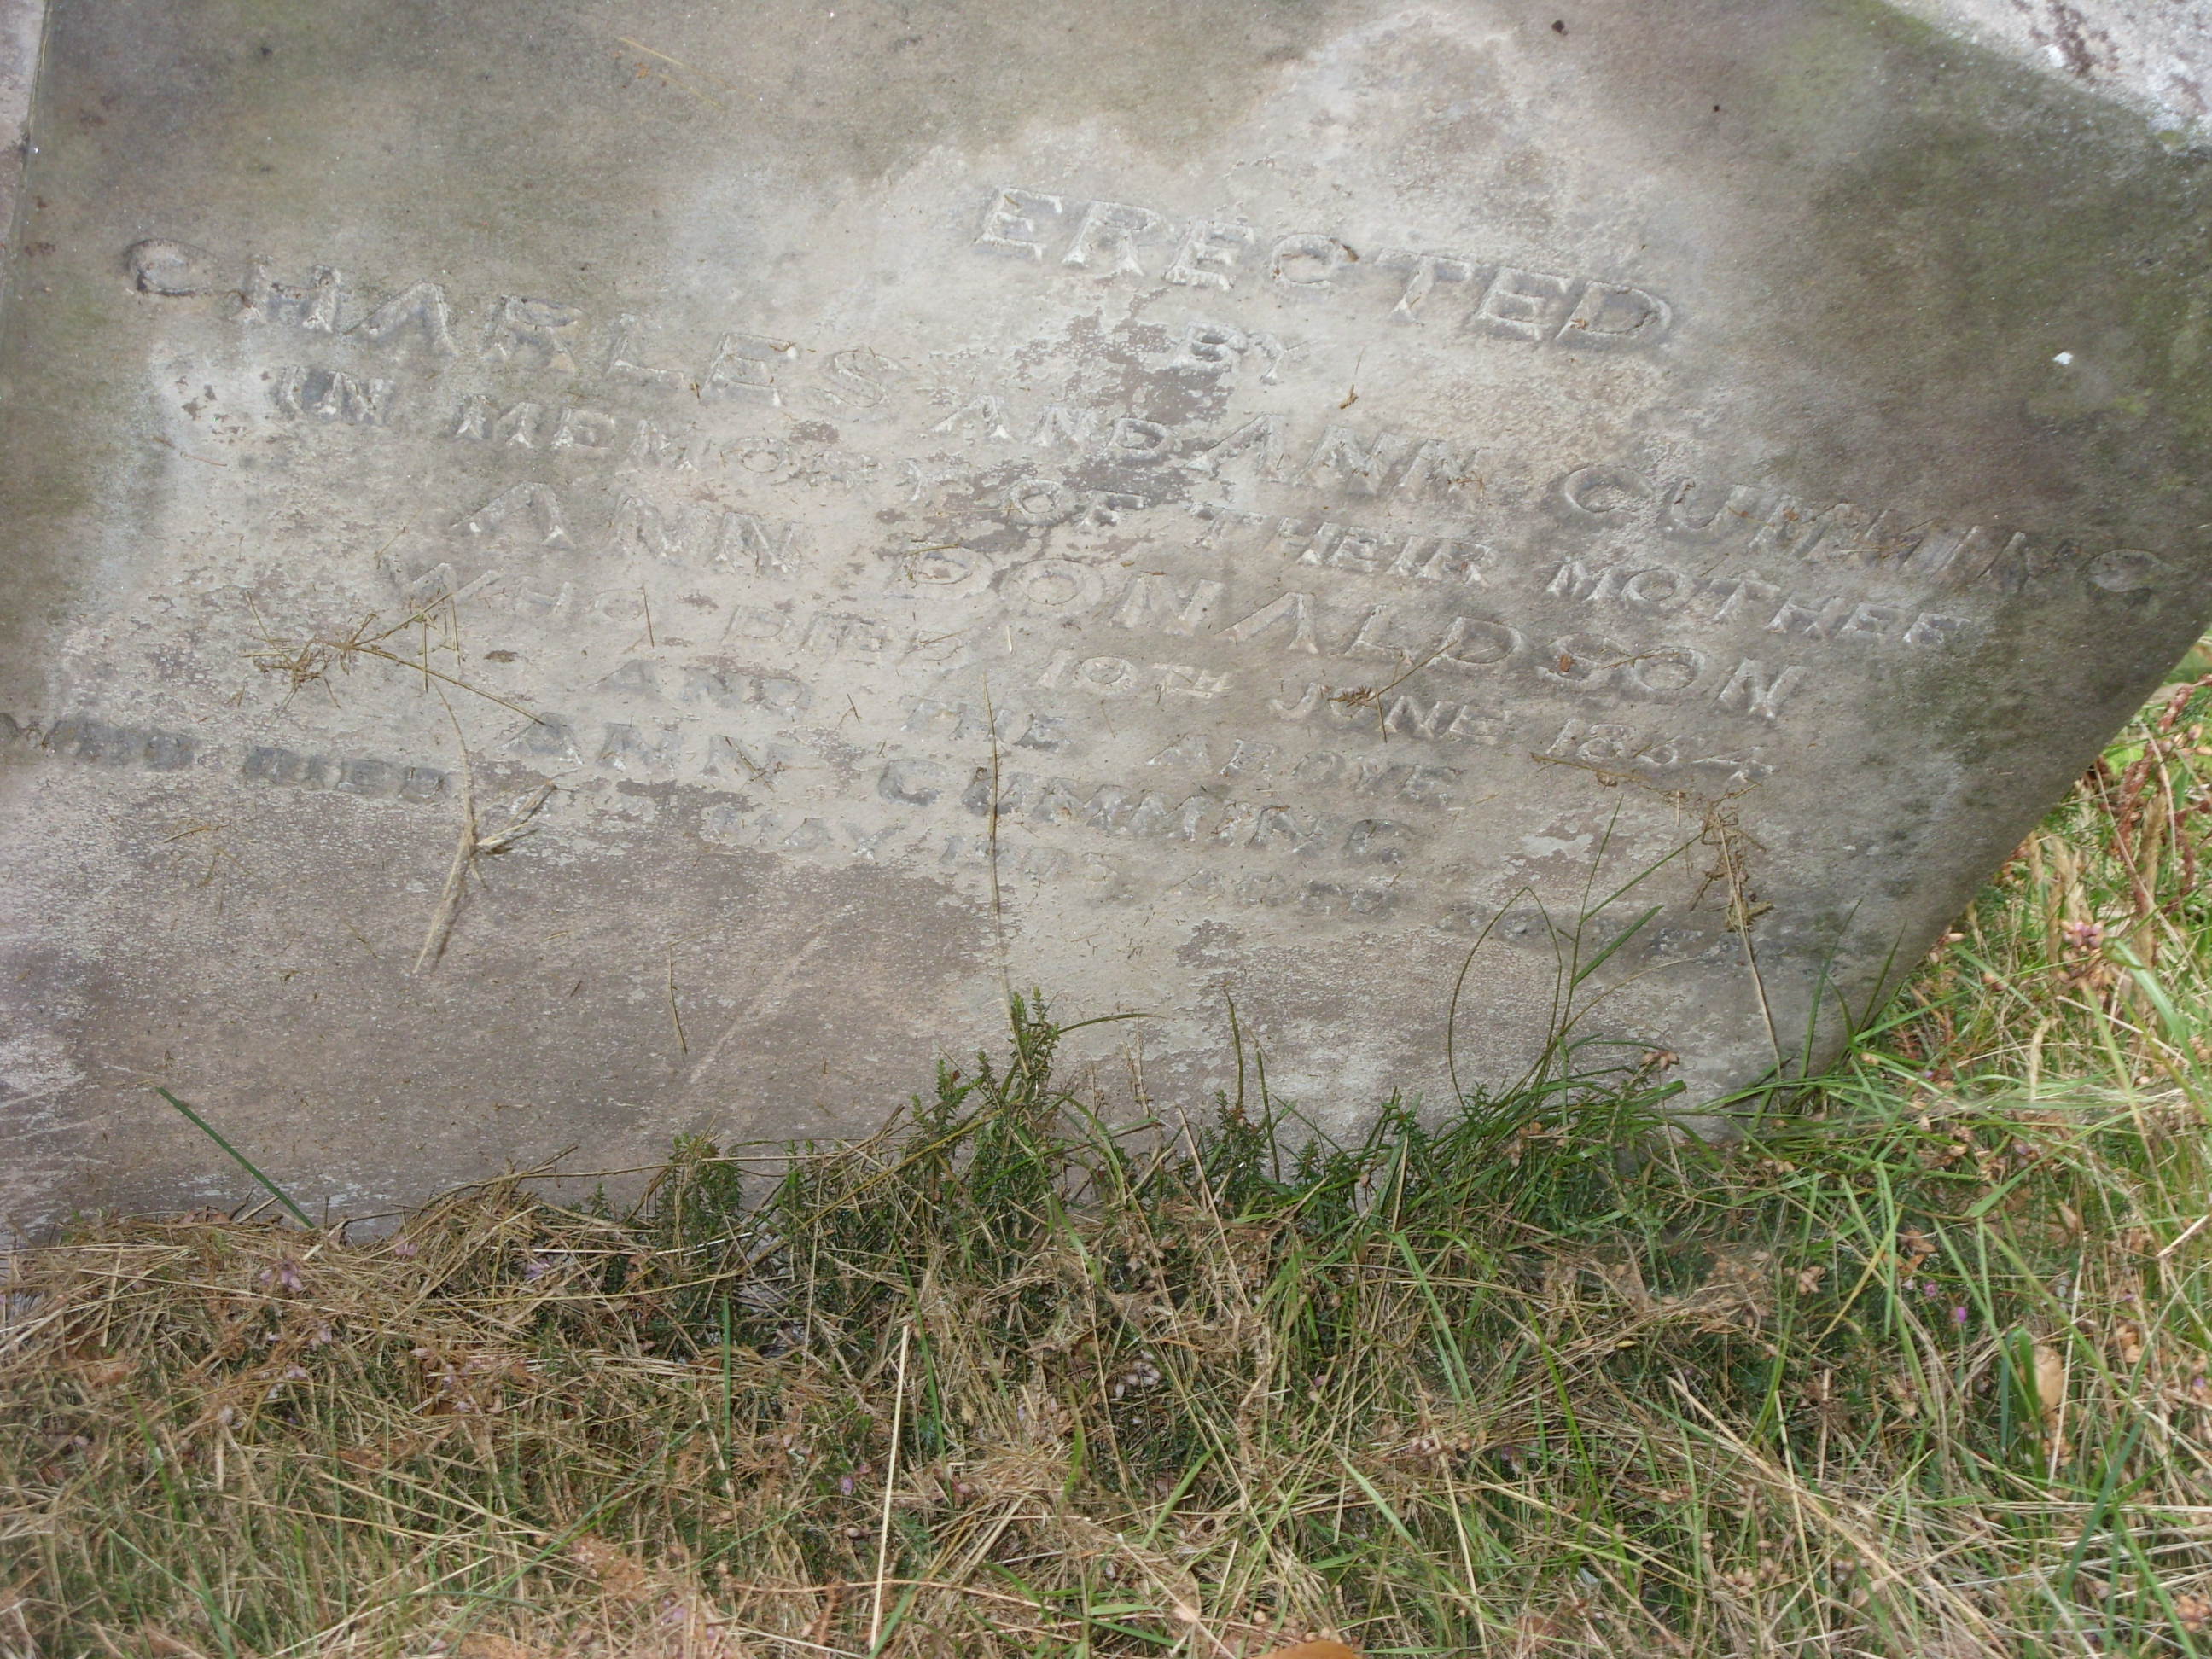 ERECTED
BY
CHARLES AND ANN CUMMING
IN MEMORY OF THEIR MOTHER
ANN DONALDSON
WHO DIED 10TH JUNE 1864
AND THE ABOVE
ANN CUMMING
WHO DIED MAY AGED